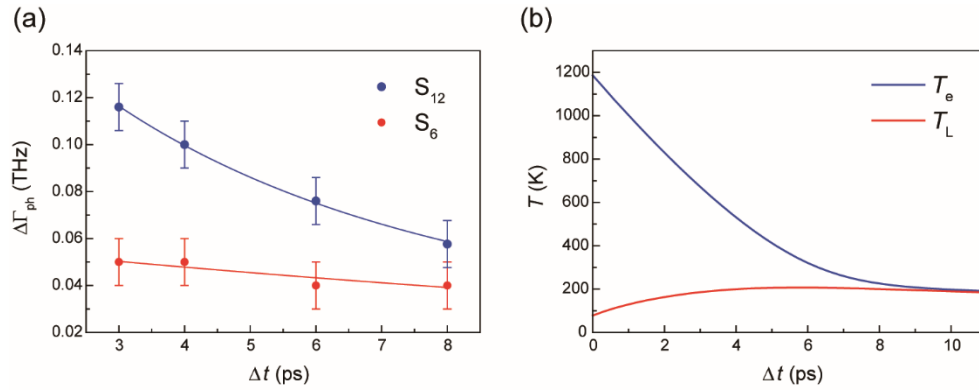 (a)
0.14
0.12
0.10
0.08
0.06
0.04
0.02
ΔΓph (THz)
S12
S6
3 4 5 6 7 8
Δt (ps)
(b)
1200
1000
800
600
400
200
0
T (K)
Te
TL
0 2 4 6 8 10
Δt (ps)